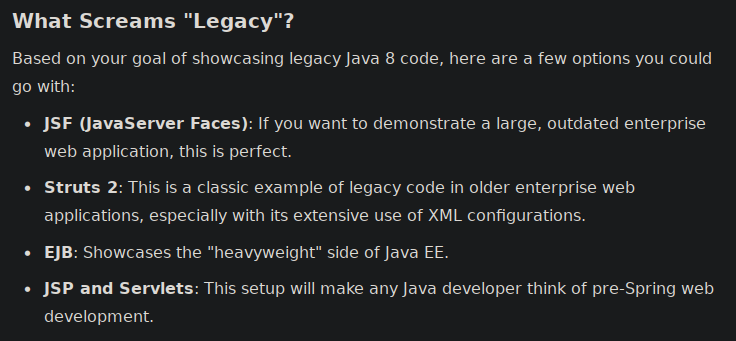 What Screams "Legacy"?
Based on your goal of showcasing legacy Java 8 code, here are a few options you could
go with:
• JSF (JavaServer Faces): If you want to demonstrate a large, outdated enterprise
web application, this is perfect.
• Struts 2: This is a classic example of legacy code in older enterprise web
applications, especially with its extensive use of XML configurations.
• EJB: Showcases the "heavyweight" side of Java EE.
• JSP and Servlets: This setup will make any Java developer think of pre-Spring web
development.